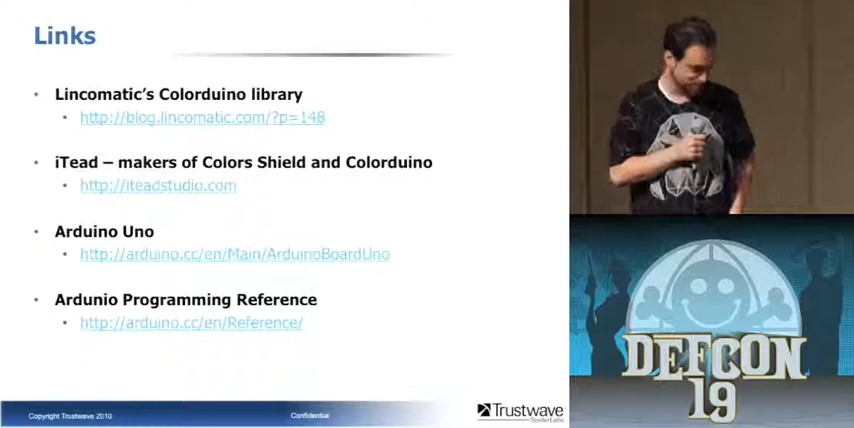 Links
• Lincomatic's Colorduino library
• http://blog.lincomatic.com/?p=148
• iTead – makers of Colors Shield and Colorduino
• http://iteadstudio.com
• Arduino Uno
• http://arduino.cc/en/Main/ArduinoBoardUno
• Ardunio Programming Reference
• http://arduino.cc/en/Reference/
Copyright Trustwave 2010
Confidential
Trustwave
SpiderLabs
DEFCON
19